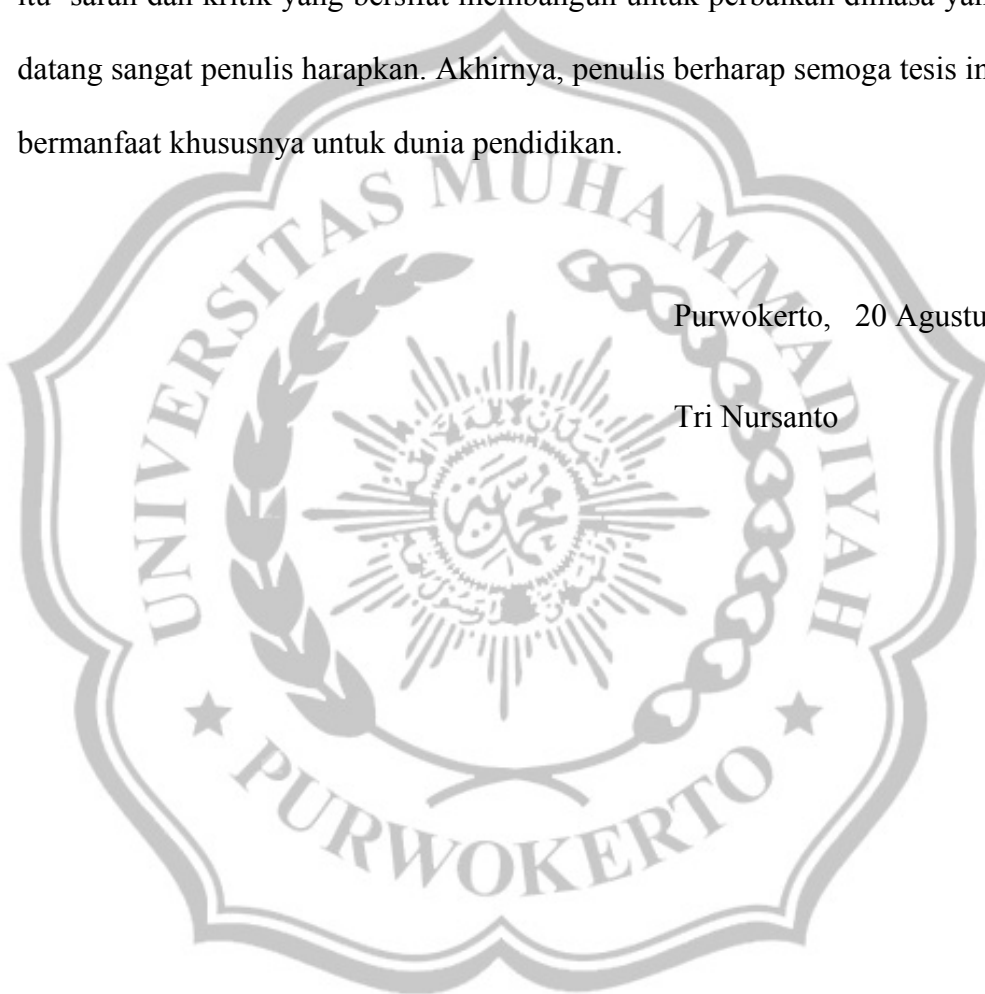 itu saran dan kritik yang bersifat membangun untuk perbaikan dimasa yan
datang sangat penulis harapkan. Akhirnya, penulis berharap semoga tesis in
bermanfaat khususnya untuk dunia pendidikan.
UNIVERSITAS MUHAMMADIYAH
Purwokerto, 20 Agustu
Tri Nursanto
PURWOKERTO